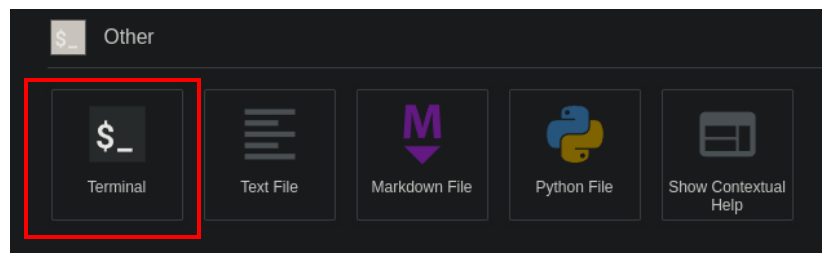 $_ Other
$_
M
Terminal
Text File
Markdown File
Python File
Show Contextual
Help